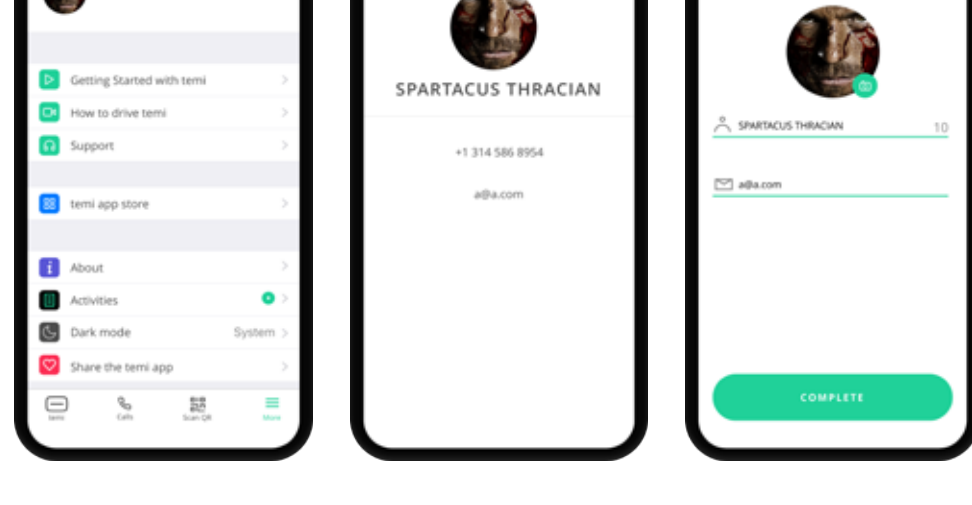 Getting Started with temi
How to drive temi
Support
temi app store
About
Activities
Dark mode System
Share the temi app
temi Calls Scan QR More
SPARTACUS THRACIAN
+1 314 586 8954
a@a.com
SPARTACUS THRACIAN 10
a@a.com
COMPLETE